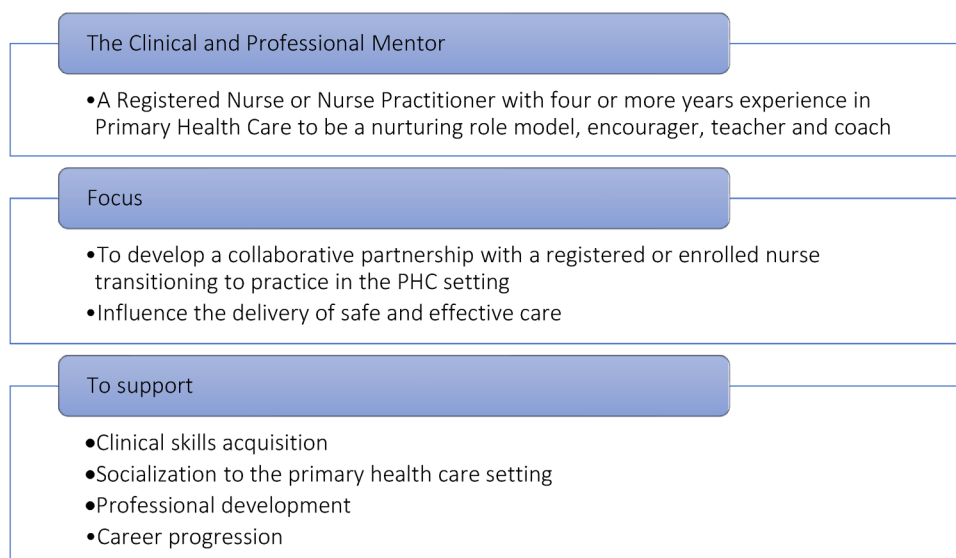 The Clinical and Professional Mentor
•A Registered Nurse or Nurse Practitioner with four or more years experience in
Primary Health Care to be a nurturing role model, encourager, teacher and coach
Focus
•To develop a collaborative partnership with a registered or enrolled nurse
transitioning to practice in the PHC setting
•Influence the delivery of safe and effective care
To support
•Clinical skills acquisition
•Socialization to the primary health care setting
•Professional development
•Career progression